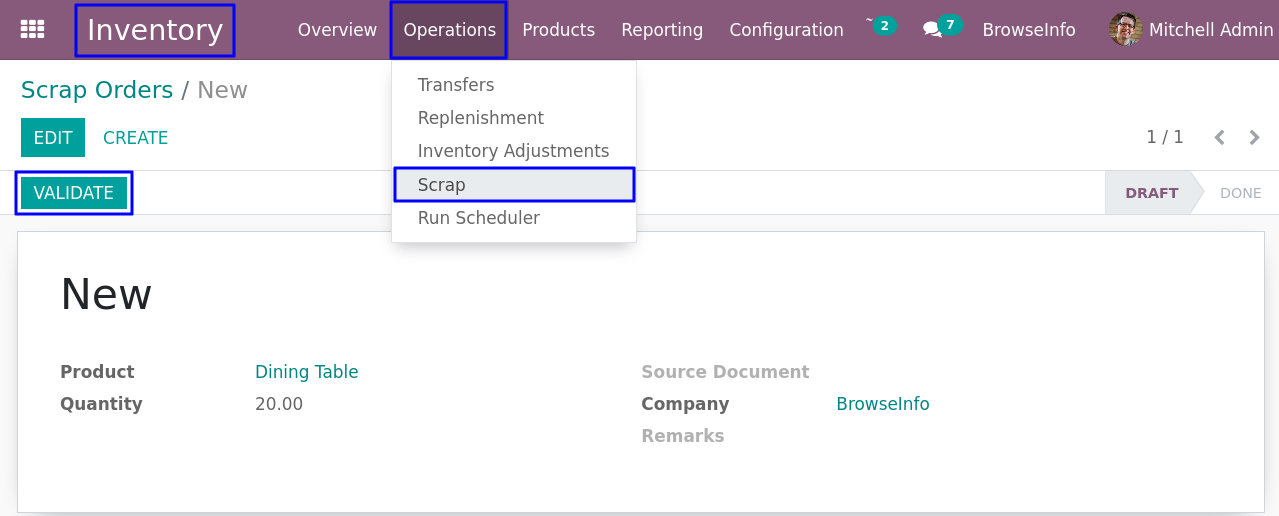 Inventory Overview Operations Products Reporting Configuration ~ 2 7 BrowseInfo Mitchell Admin
Transfers
Replenishment
Inventory Adjustments
Scrap
Run Scheduler
Scrap Orders / New
EDIT CREATE 1 / 1
VALIDATE DRAFT DONE
New
Product Dining Table Source Document
Quantity 20.00 Company BrowseInfo
Remarks